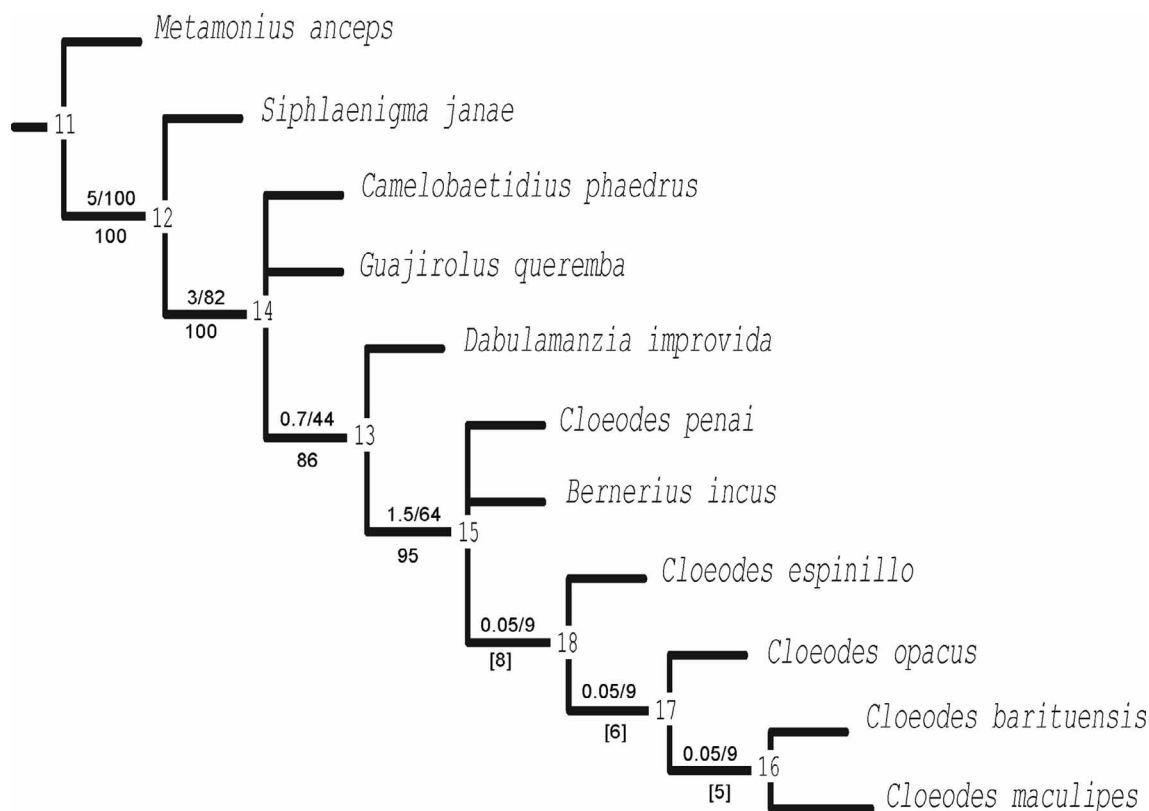 Metamonius anceps
Siphlaenigma janae
11
Camelobaetidius phaedrus
5/100
12
100
Guajirolus queremba
3/82
14
100
Dabulamanzia improvida
0.7/44
13
86
Cloeodes penai
Bernerius incus
1.5/64
15
95
Cloeodes espinillo
0.05/9
18
[8]
Cloeodes opacus
0.05/9
17
[6]
Cloeodes barituensis
0.05/9
16
[5]
Cloeodes maculipes